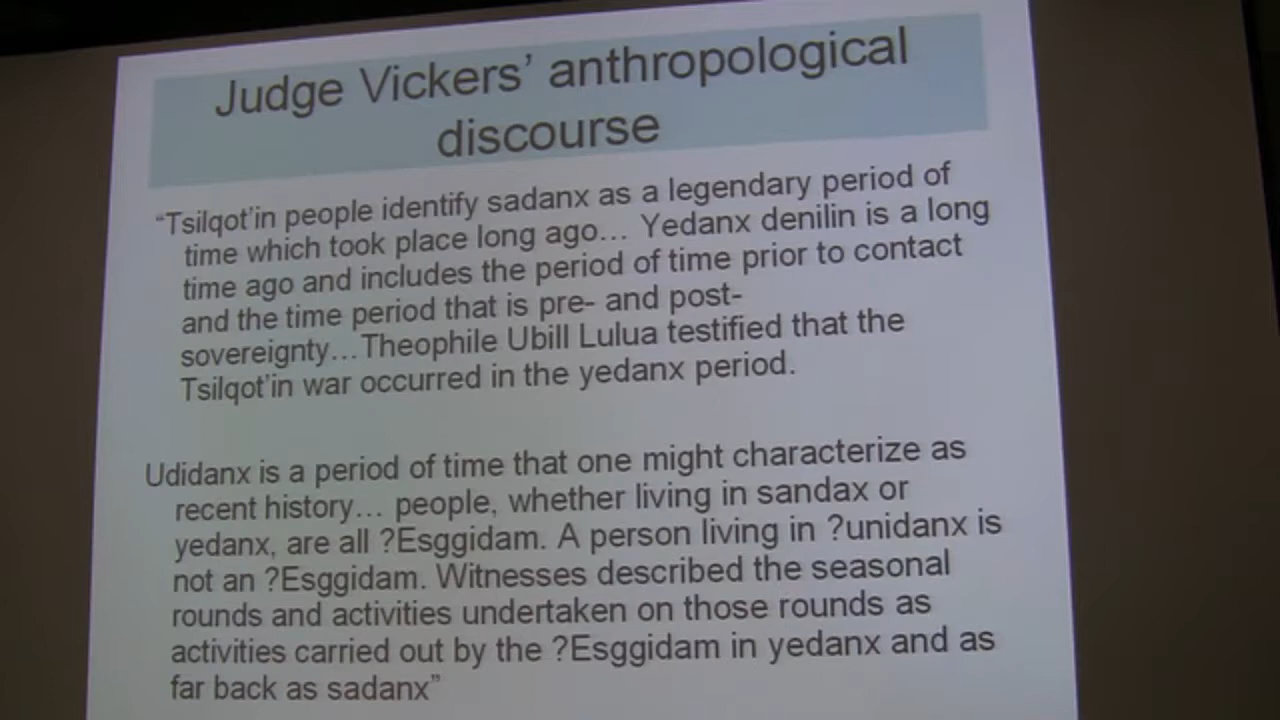 Judge Vickers' anthropological
discourse
“Tsilqot'in people identify sadanx as a legendary period of
time which took place long ago… Yedanx denilin is a long
time ago and includes the period of time prior to contact
and the time period that is pre- and post-
sovereignty…Theophile Ubill Lulua testified that the
Tsilqot'in war occurred in the yedanx period.
Udidanx is a period of time that one might characterize as
recent history… people, whether living in sandax or
yedanx, are all ?Esggidam. A person living in ?unidanx is
not an ?Esggidam. Witnesses described the seasonal
rounds and activities undertaken on those rounds as
activities carried out by the ?Esggidam in yedanx and as
far back as sadanx”